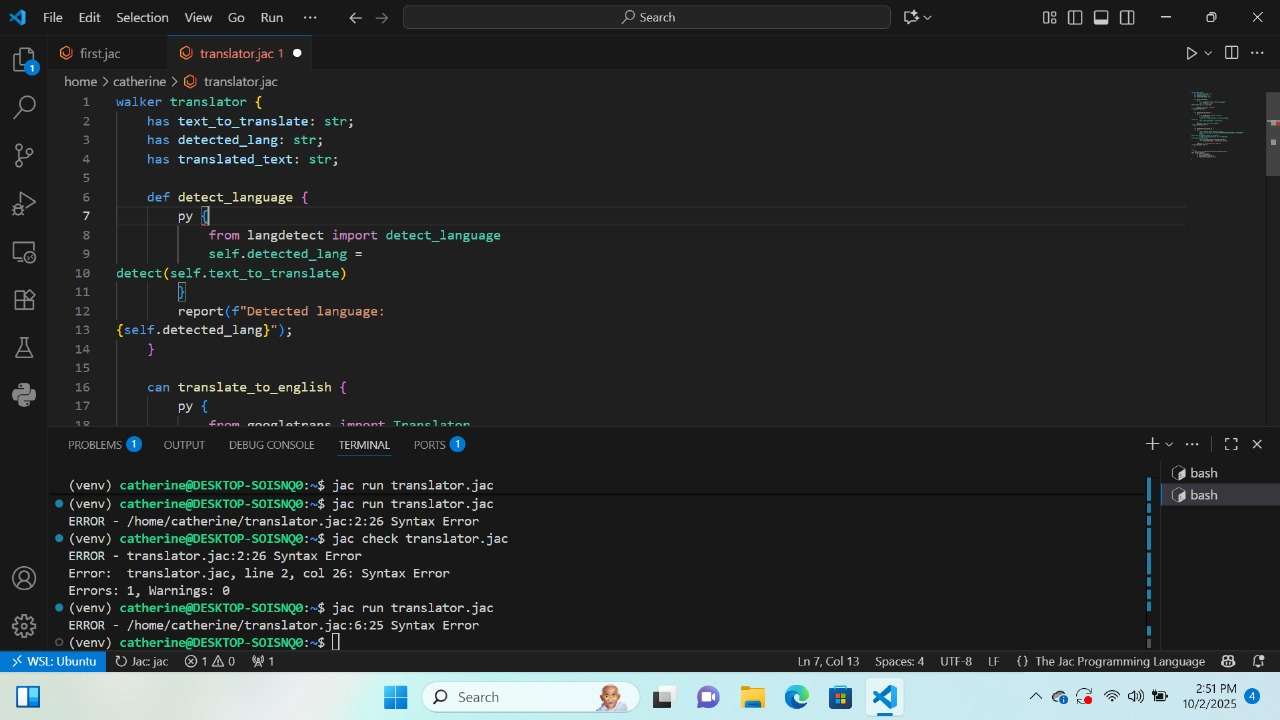 File Edit Selection View Go Run ··· Search
first.jac translator.jac 1
home > catherine > translator.jac
1 walker translator {
2 has text_to_translate: str;
3 has detected_lang: str;
4 has translated_text: str;
5
6 def detect_language {
7 py {
8 from langdetect import detect_language
9 self.detected_lang =
10 detect(self.text_to_translate)
11 }
12 report(f"Detected language:
13 {self.detected_lang}");
14 }
15
16 can translate_to_english {
17 py {
18 from googletrans import Translator
PROBLEMS 1 OUTPUT DEBUG CONSOLE TERMINAL PORTS 1
(venv) catherine@DESKTOP-SOISNQ0:~$ jac run translator.jac
(venv) catherine@DESKTOP-SOISNQ0:~$ jac run translator.jac
ERROR - /home/catherine/translator.jac:2:26 Syntax Error
(venv) catherine@DESKTOP-SOISNQ0:~$ jac check translator.jac
ERROR - translator.jac:2:26 Syntax Error
Error:  translator.jac, line 2, col 26: Syntax Error
Errors: 1, Warnings: 0
(venv) catherine@DESKTOP-SOISNQ0:~$ jac run translator.jac
ERROR - /home/catherine/translator.jac:6:25 Syntax Error
(venv) catherine@DESKTOP-SOISNQ0:~$
bash
bash
1
WSL: Ubuntu Jac: jac 1 0 1 Ln 7, Col 13 Spaces: 4 UTF-8 LF {} The Jac Programming Language
Search
2:51 PM
10/2/2025
4